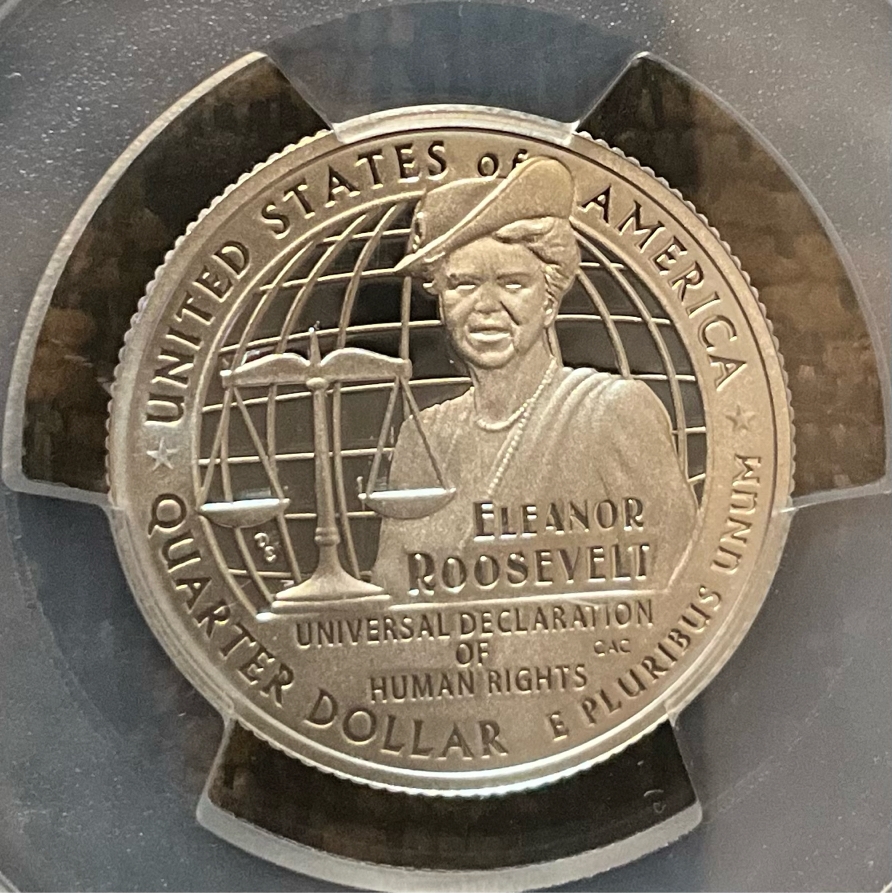 UNITED STATES of AMERICA
ELEANOR
ROOSEVELT
UNIVERSAL DECLARATION
OF
HUMAN RIGHTS
CAC
QUARTER DOLLAR
E PLURIBUS UNUM